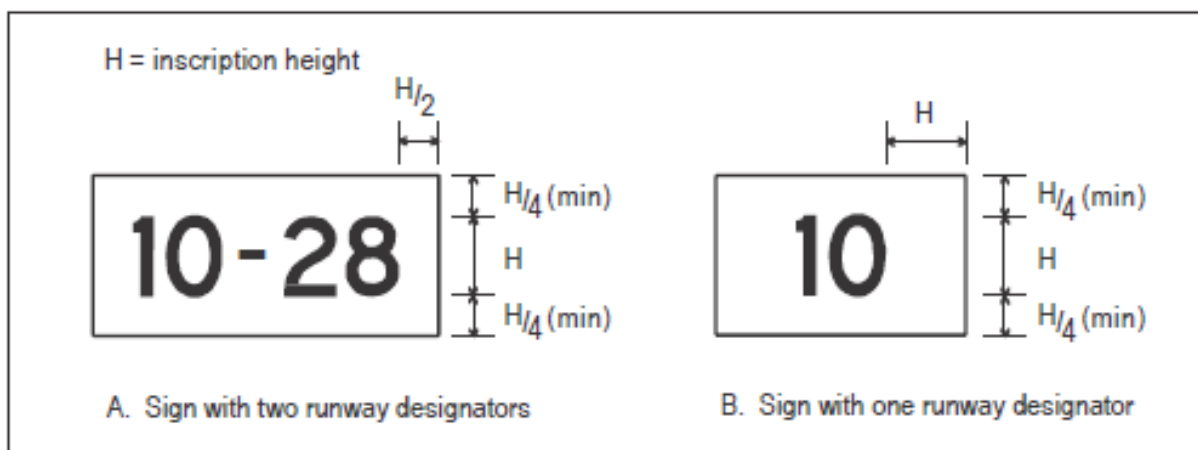 H = inscription height
H/2
H
H/4 (min)
H/4 (min)
10-28
H
10
H
H/4 (min)
H/4 (min)
A. Sign with two runway designators
B. Sign with one runway designator